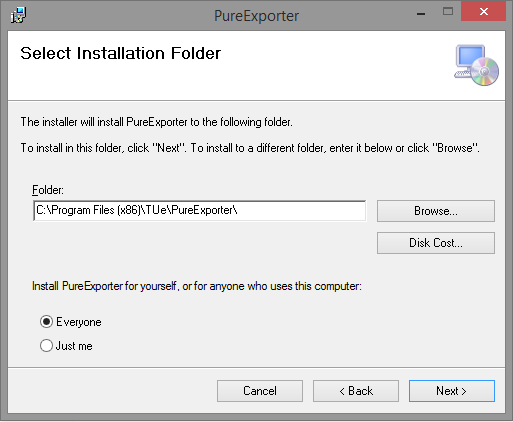 PureExporter
Select Installation Folder
The installer will install PureExporter to the following folder.
To install in this folder, click "Next". To install to a different folder, enter it below or click "Browse".
Folder:
C:\Program Files (x86)\TUe\PureExporter\
Browse...
Disk Cost...
Install PureExporter for yourself, or for anyone who uses this computer:
Everyone
Just me
Cancel
< Back
Next >